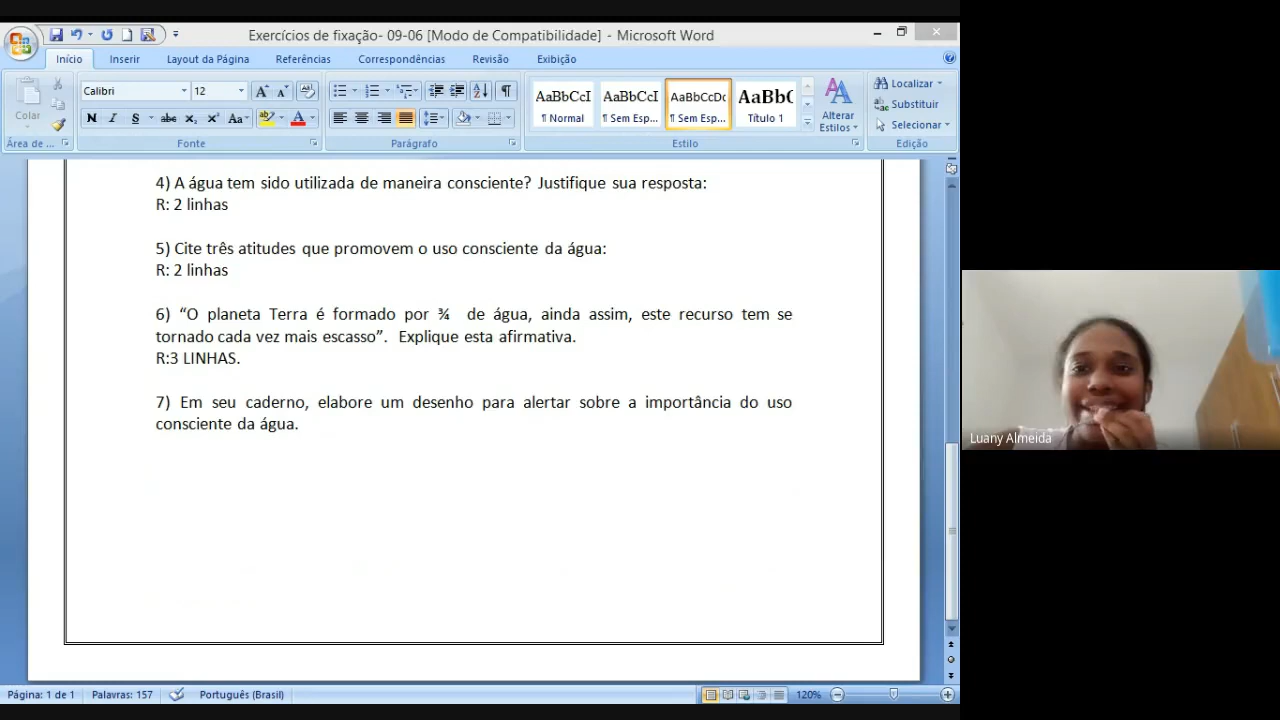 Exercícios de fixação- 09-06 [Modo de Compatibilidade] - Microsoft Word
Início Inserir Layout da Página Referências Correspondências Revisão Exibição
Colar
Calibri 12
AaBbCcI AaBbCcI AaBbCcDc AaBbC
¶ Normal ¶ Sem Esp... ¶ Sem Esp... Título 1
Alterar Estilos
Localizar
Substituir
Selecionar
Área de ... Fonte Parágrafo Estilo Edição
4) A água tem sido utilizada de maneira consciente? Justifique sua resposta:
R: 2 linhas
5) Cite três atitudes que promovem o uso consciente da água:
R: 2 linhas
6) “O planeta Terra é formado por ¾ de água, ainda assim, este recurso tem se
tornado cada vez mais escasso”. Explique esta afirmativa.
R:3 LINHAS.
7) Em seu caderno, elabore um desenho para alertar sobre a importância do uso
consciente da água.
Luany Almeida
Página: 1 de 1 Palavras: 157 Português (Brasil) 120%